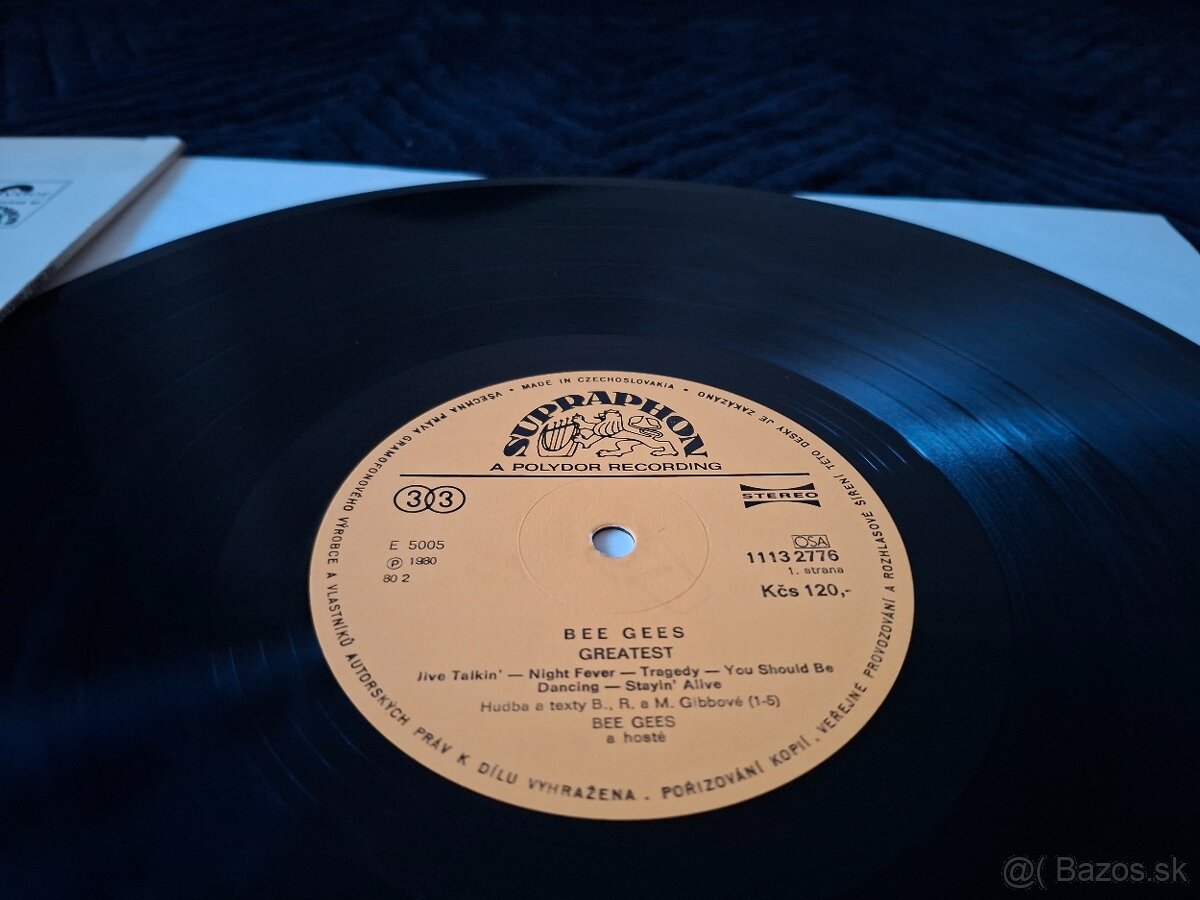 VŠECHNA PRÁVA GRAMOFONOVÉHO VÝROBCE A VLASTNÍKŮ AUTORSKÝCH PRÁV K DÍLU VYHRAŽENA . POŘIZOVÁNÍ KOPIÍ , VEŘEJNÉ PROVOZOVÁNÍ A ROZHLASOVÉ ŠÍŘENÍ TÉTO DESKY JE ZAKÁZÁNO
• MADE IN CZECHOSLOVAKIA •
SUPRAPHON
A POLYDOR RECORDING
33
STEREO
E 5005
Ⓟ 1980
80 2
OSA
1113 2776
1. strana
Kčs 120,-
BEE GEES
GREATEST
Jive Talkin' — Night Fever — Tragedy — You Should Be
Dancing — Stayin' Alive
Hudba a texty B., R. a M. Gibbové (1-5)
BEE GEES
a hosté
@( Bazos.sk